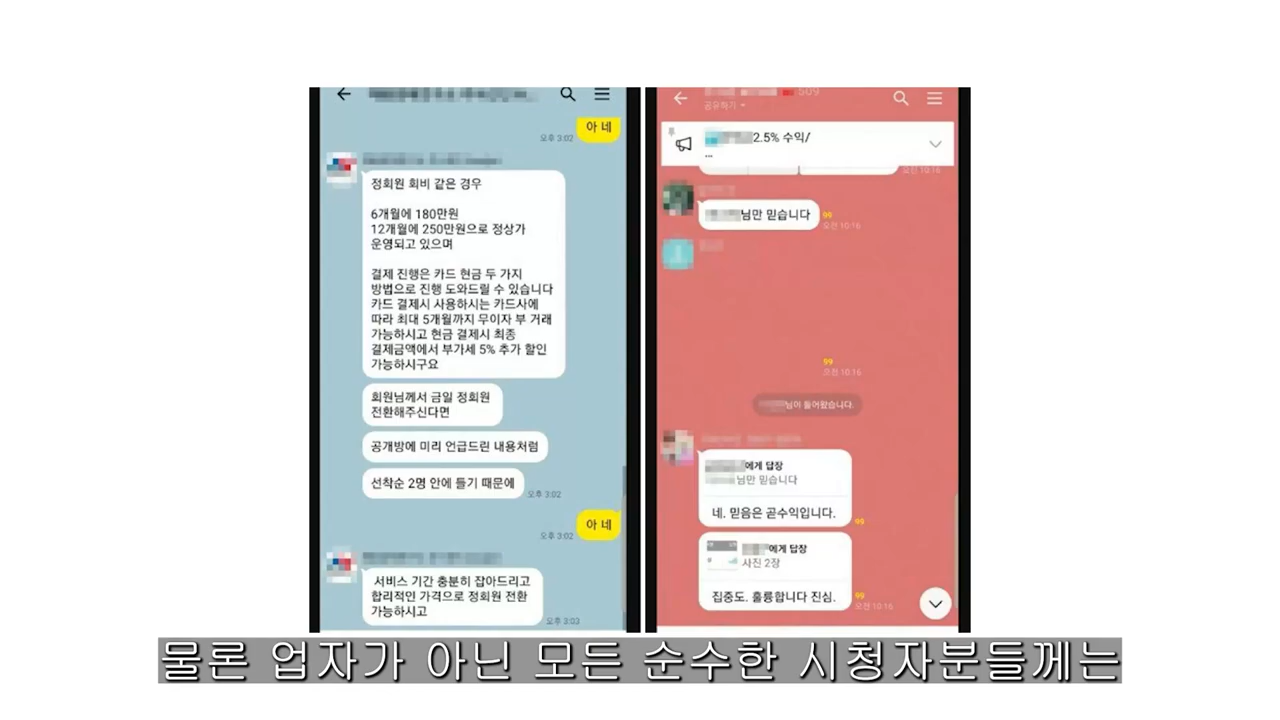 아 네
오후 3:02
정회원 회비 같은 경우
6개월에 180만원
12개월에 250만원으로 정상가
운영되고 있으며
결제 진행은 카드 현금 두 가지
방법으로 진행 도와드릴 수 있습니다
카드 결제시 사용하시는 카드사에
따라 최대 5개월까지 무이자 부 거래
가능하시고 현금 결제시 최종
결제금액에서 부가세 5% 추가 할인
가능하시구요
회원님께서 금일 정회원
전환해주신다면
공개방에 미리 언급드린 내용처럼
선착순 2명 안에 들기 때문에
오후 3:02
아 네
오후 3:02
서비스 기간 충분히 잡아드리고
합리적인 가격으로 정회원 전환
가능하시고
오후 3:03
509
공유하기
2.5% 수익/
...
오전 10:16
님만 믿습니다
99
오전 10:16
99
오전 10:16
님이 들어왔습니다.
에게 답장
님만 믿습니다
네. 믿음은 곧수익입니다.
99
에게 답장
사진 2장
집중도. 훌륭합니다 진심.
99
오전 10:16
물론 업자가 아닌 모든 순수한 시청자분들께는